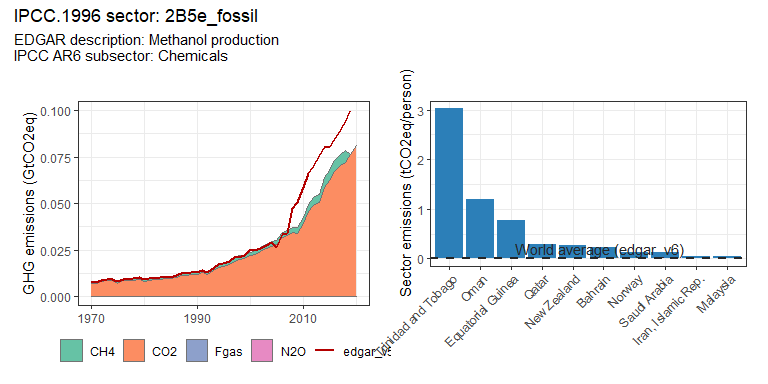 IPCC.1996 sector: 2B5e_fossil
EDGAR description: Methanol production
IPCC AR6 subsector: Chemicals
GHG emissions (GtCO2eq)
0.100
0.075
0.050
0.025
0.000
1970
1990
2010
CH4
CO2
Fgas
N2O
Sector emissions (tCO2eq/person)
3
2
1
0
World average (edgar_v6)
Trinidad and Tobago
Oman
Equatorial Guinea
Qatar
New Zealand
Bahrain
Norway
Saudi Arabia
Iran, Islamic Rep.
Malaysia